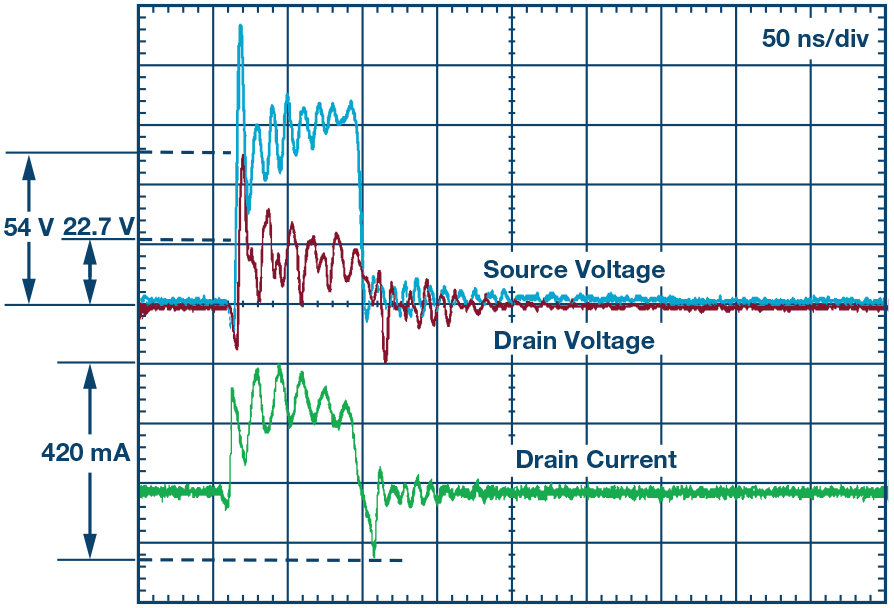 50 ns/div
54 V 22.7 V
Source Voltage
Drain Voltage
420 mA
Drain Current